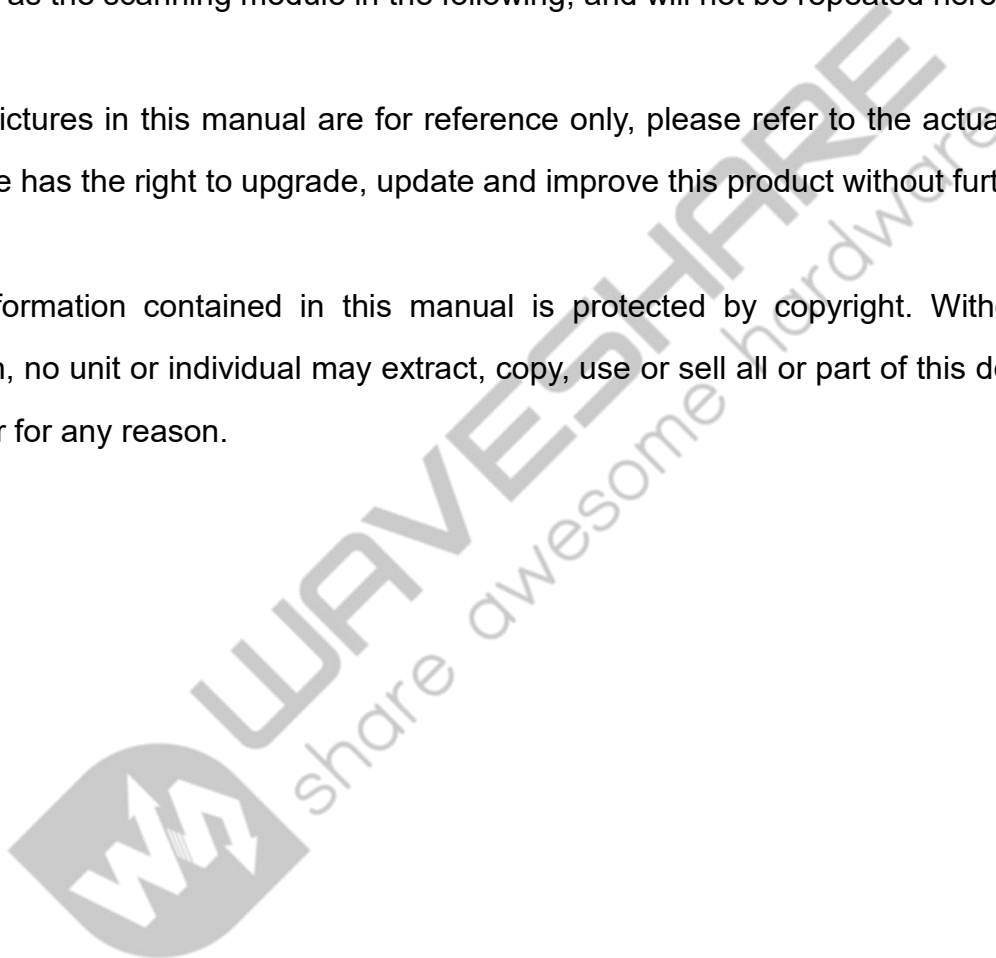 as the scanning module in the following, and will not be repeated here
ictures in this manual are for reference only, please refer to the actua
e has the right to upgrade, update and improve this product without furt
formation contained in this manual is protected by copyright. With
, no unit or individual may extract, copy, use or sell all or part of this d
r for any reason.
WAVESHARE
share awesome hardware